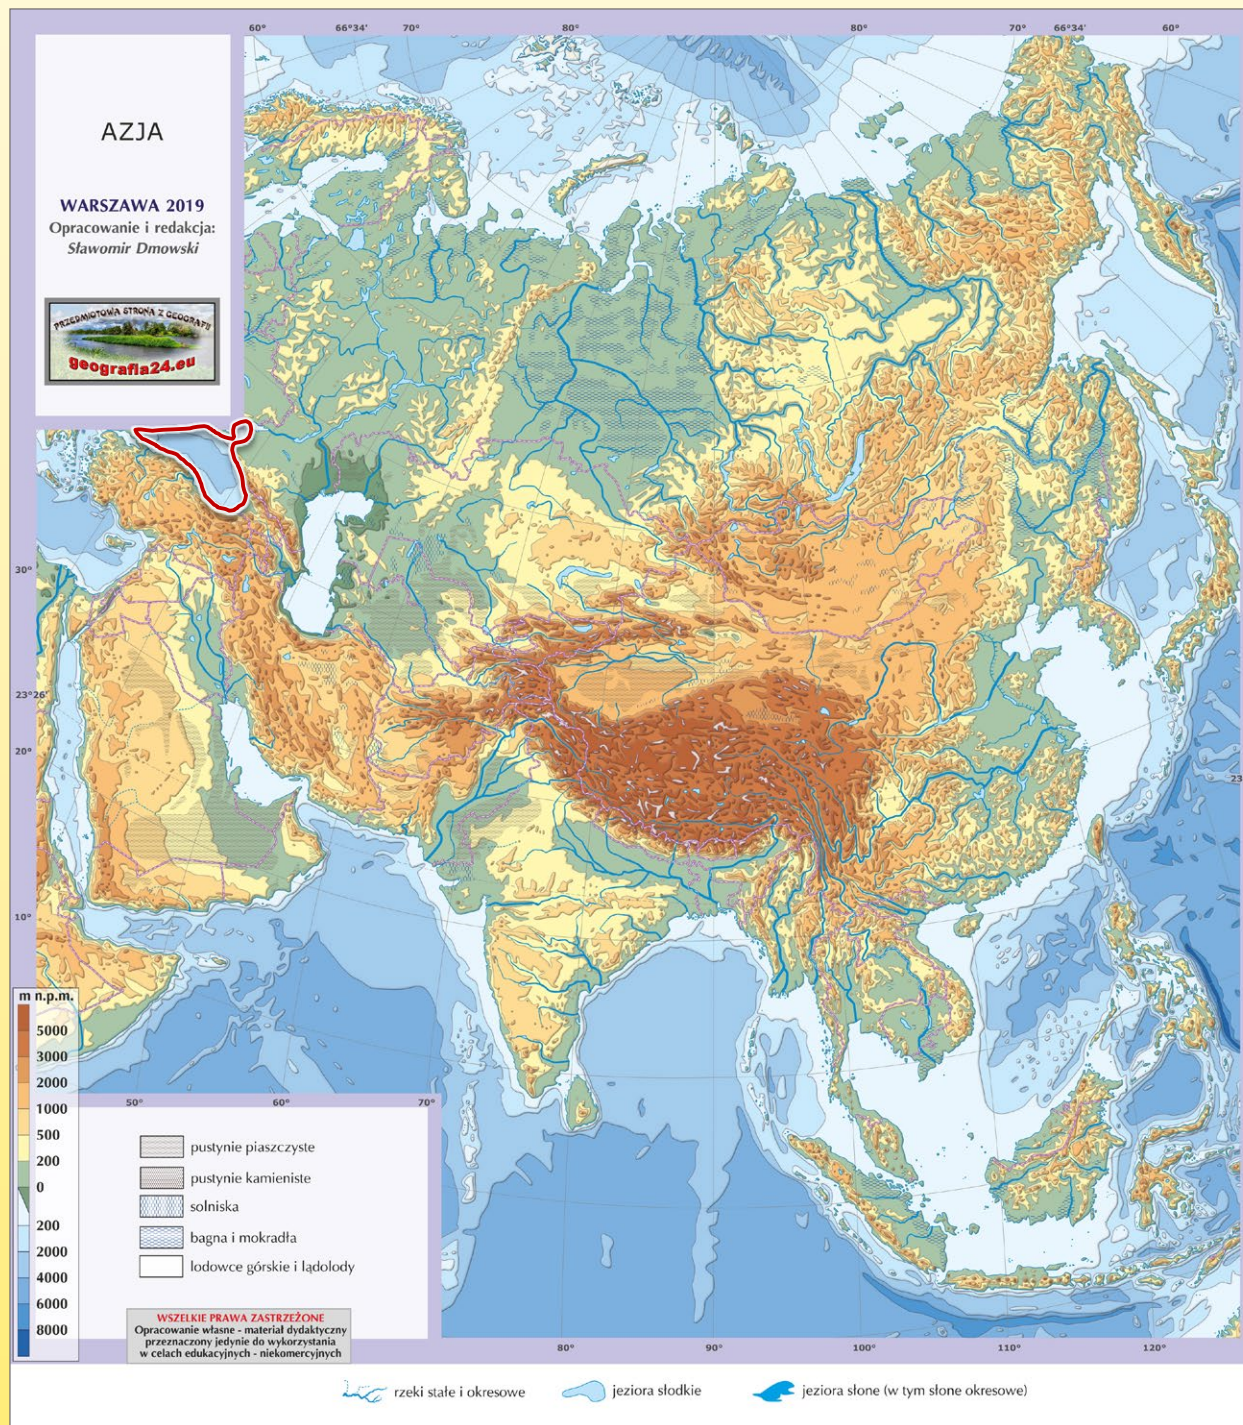 60° 66°34' 70° 80° 80° 70° 66°34' 60°
AZJA
WARSZAWA 2019
Opracowanie i redakcja:
Sławomir Dmowski
PRZEDMIOTOWA STRONA Z GEOGRAFII
geografia24.eu
30°
23°26'
20°
23
10°
m n.p.m.
5000
3000
2000
1000
500
200
0
200
2000
4000
6000
8000
50° 60° 70°
pustynie piaszczyste
pustynie kamieniste
solniska
bagna i mokradła
lodowce górskie i lądolody
WSZELKIE PRAWA ZASTRZEŻONE
Opracowanie własne - materiał dydaktyczny
przeznaczony jedynie do wykorzystania
w celach edukacyjnych - niekomercyjnych
80° 90° 100° 110° 120°
rzeki stałe i okresowe jeziora słodkie jeziora słone (w tym słone okresowe)